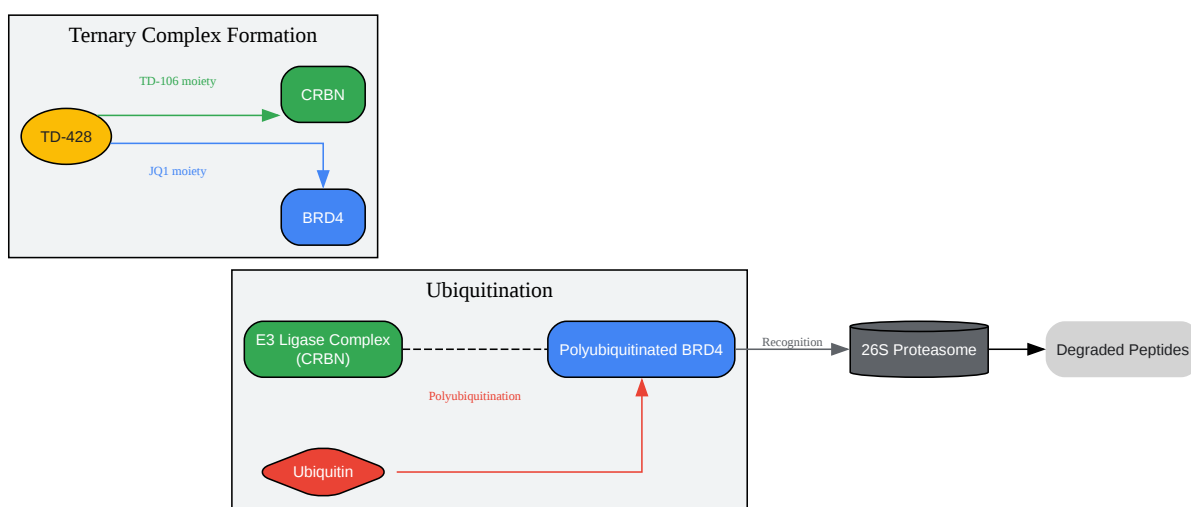 Ternary Complex Formation
TD-106 moiety
CRBN
TD-428
JQ1 moiety
BRD4
Ubiquitination
E3 Ligase Complex
(CRBN)
Polyubiquitinated BRD4
Recognition
26S Proteasome
Degraded Peptides
Polyubiquitination
Ubiquitin